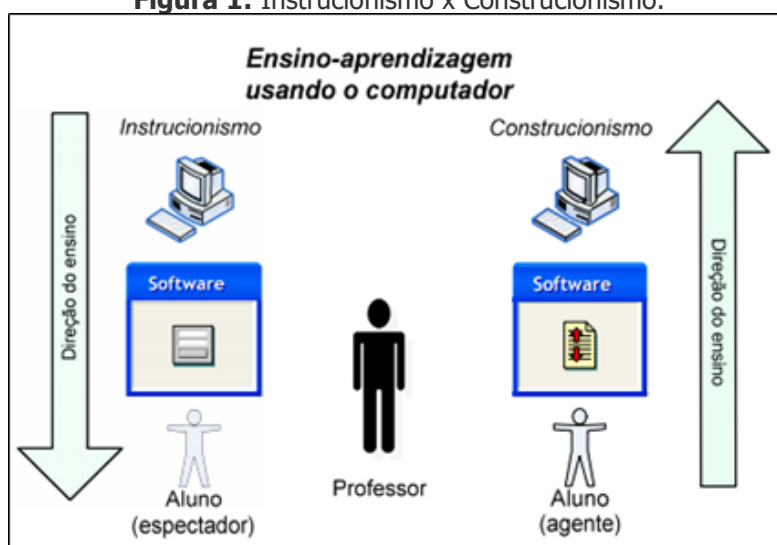 Figura 1: Instrucionismo x Construcionismo.
Ensino-aprendizagem
usando o computador
Instrucionismo
Construcionismo
Direção do ensino
Software
Software
Direção do ensino
Aluno
(espectador)
Professor
Aluno
(agente)